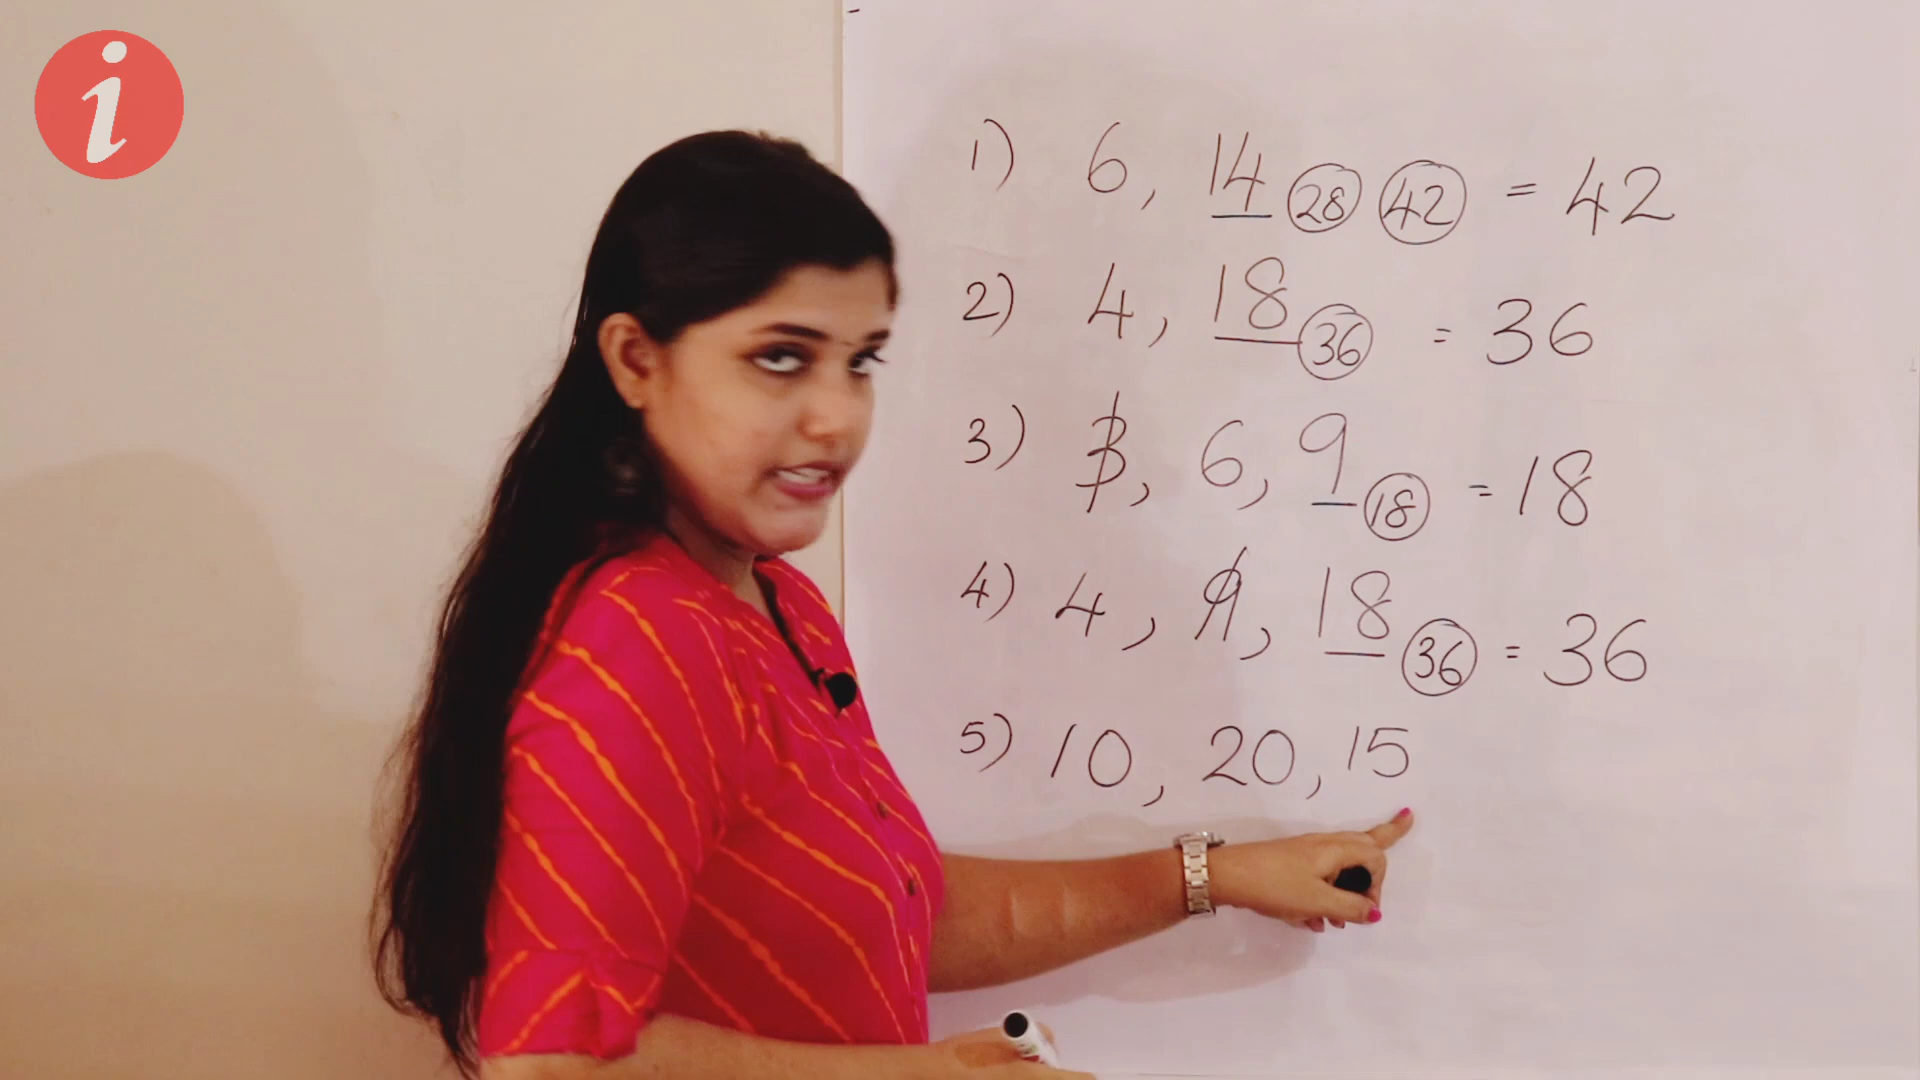 i
1) 6, 14 28 42 = 42
2) 4, 18 36 = 36
3) 3, 6, 9 18 = 18
4) 4, 9, 18 36 = 36
5) 10, 20, 15